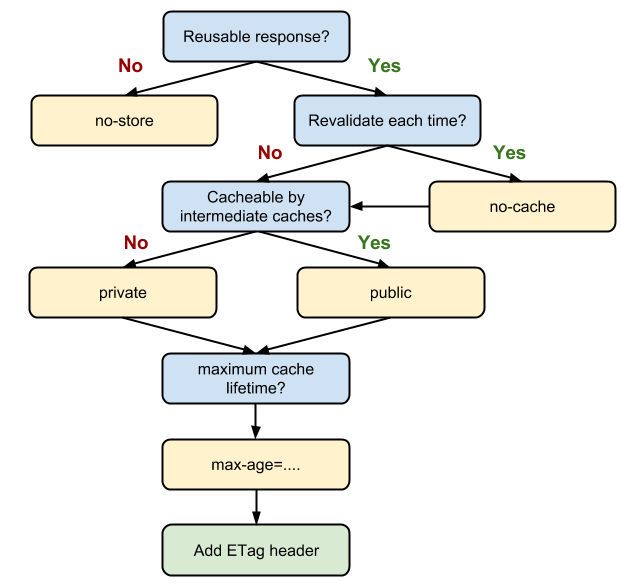 Reusable response?
No
Yes
no-store
Revalidate each time?
No
Yes
Cacheable by
intermediate caches?
no-cache
No
Yes
private
public
maximum cache
lifetime?
max-age=....
Add ETag header